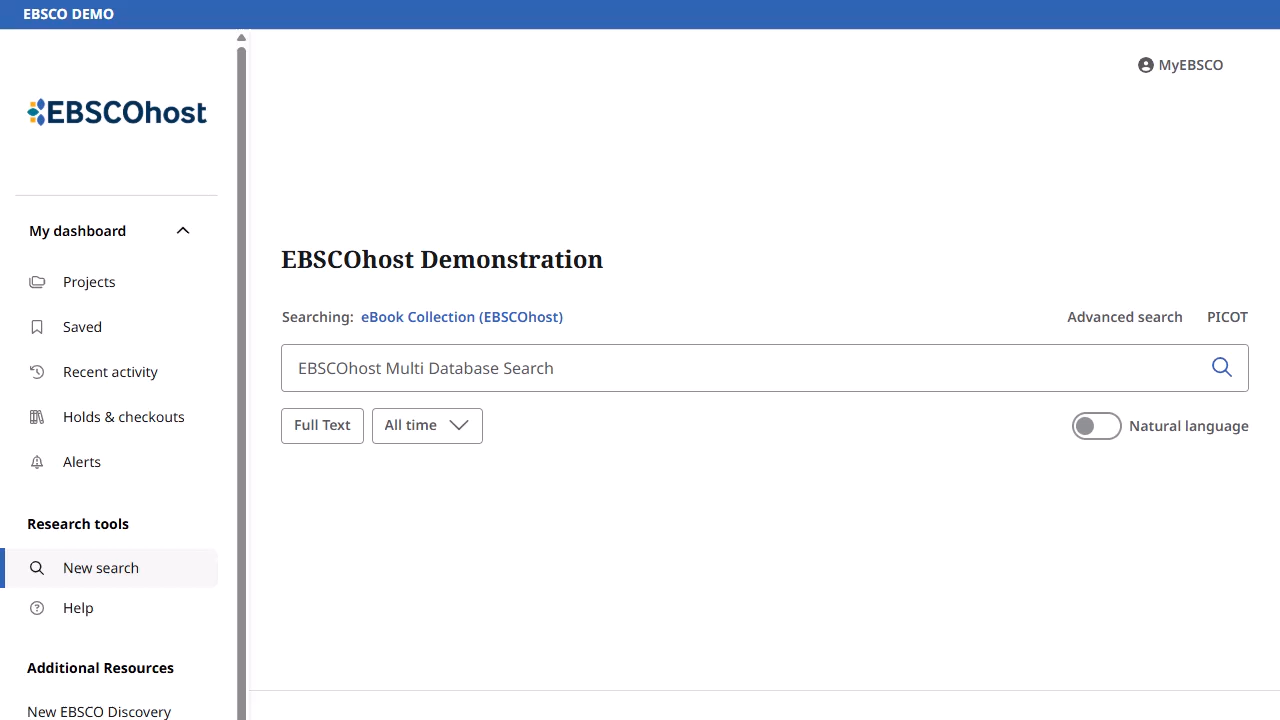 EBSCO DEMO
EBSCOhost
My dashboard
Projects
Saved
Recent activity
Holds & checkouts
Alerts
Research tools
New search
Help
Additional Resources
New EBSCO Discovery
MyEBSCO
EBSCOhost Demonstration
Searching: eBook Collection (EBSCOhost) Advanced search PICOT
EBSCOhost Multi Database Search
Full Text All time Natural language